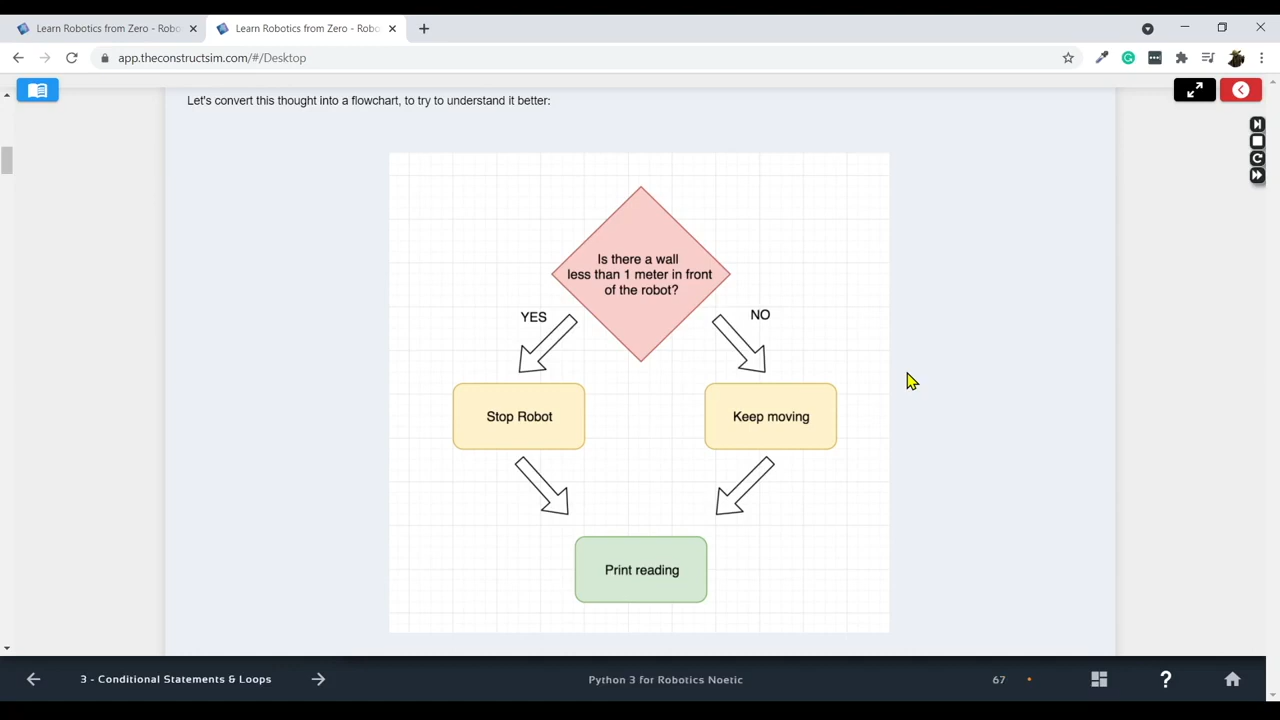 Learn Robotics from Zero - Robo
Learn Robotics from Zero - Robo
app.theconstructsim.com/#/Desktop
Let's convert this thought into a flowchart, to try to understand it better:
Is there a wall
less than 1 meter in front
of the robot?
YES
NO
Stop Robot
Keep moving
Print reading
3 - Conditional Statements & Loops
Python 3 for Robotics Noetic
67
?